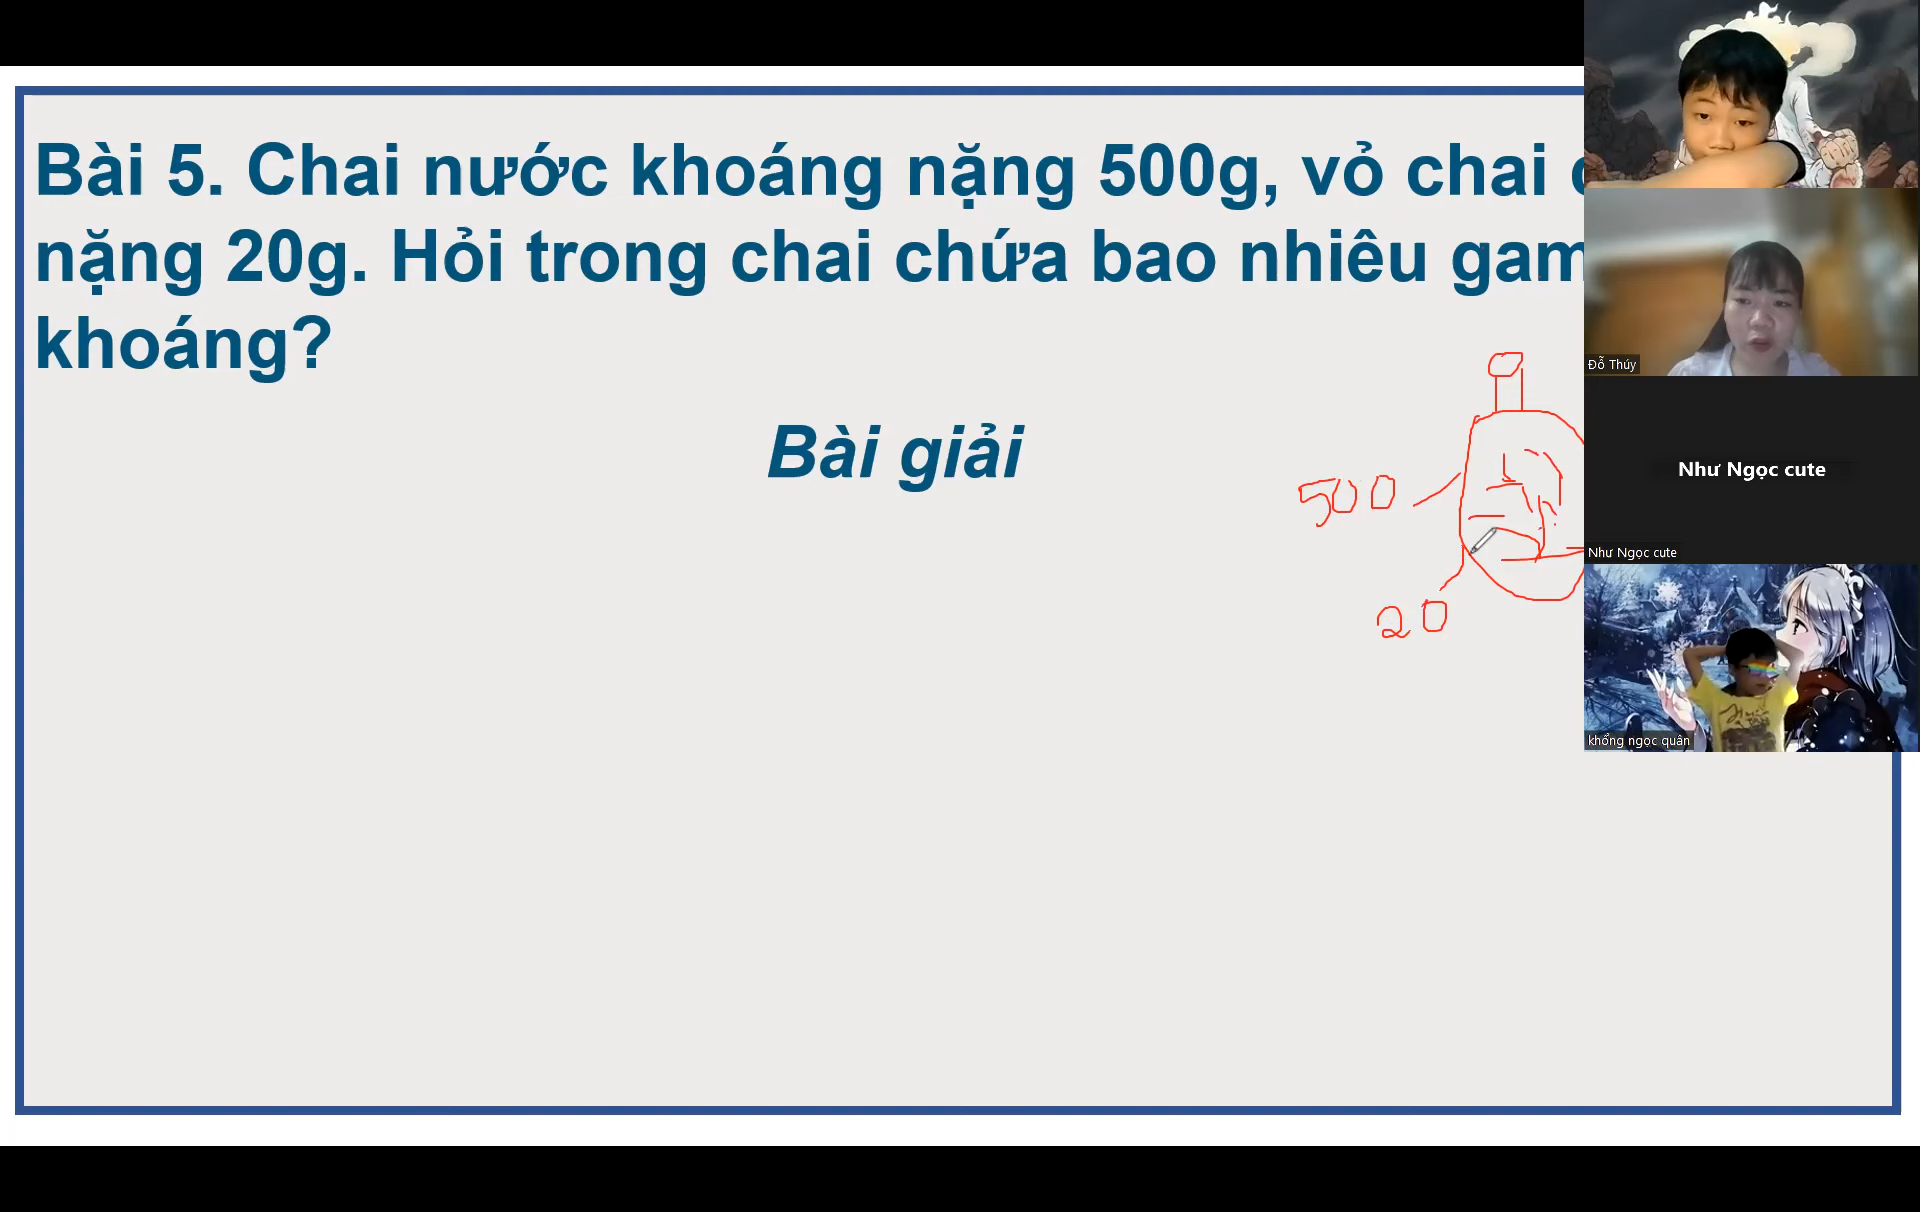 Bài 5. Chai nước khoáng nặng 500g, vỏ chai
nặng 20g. Hỏi trong chai chứa bao nhiêu gam
khoáng?
Bài giải
500
20
Đỗ Thúy
Như Ngọc cute
Như Ngọc cute
khổng ngọc quân